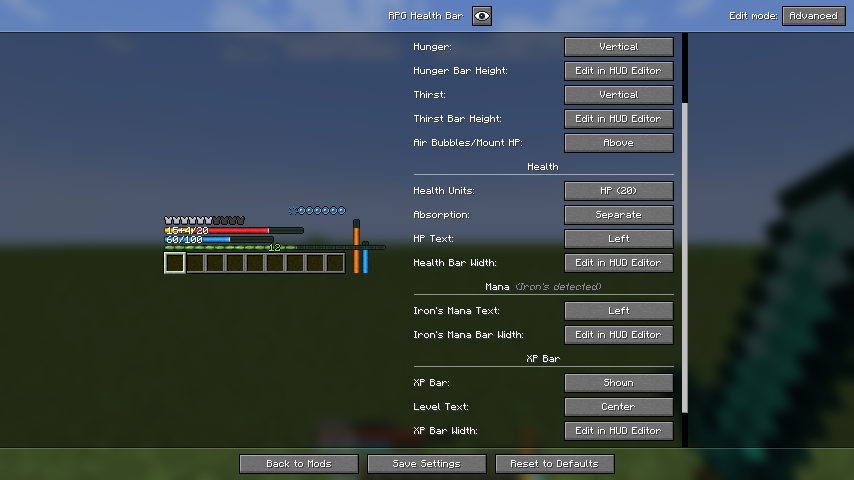 RPG Health Bar
Edit mode: Advanced
Hunger: Vertical
Hunger Bar Height: Edit in HUD Editor
Thirst: Vertical
Thirst Bar Height: Edit in HUD Editor
Air Bubbles/Mount HP: Above
Health
Health Units: HP (20)
Absorption: Separate
HP Text: Left
Health Bar Width: Edit in HUD Editor
Mana (Iron's detected)
Iron's Mana Text: Left
Iron's Mana Bar Width: Edit in HUD Editor
XP Bar
XP Bar: Shown
Level Text: Center
XP Bar Width: Edit in HUD Editor
15+4/20
60/100
12
Back to Mods
Save Settings
Reset to Defaults